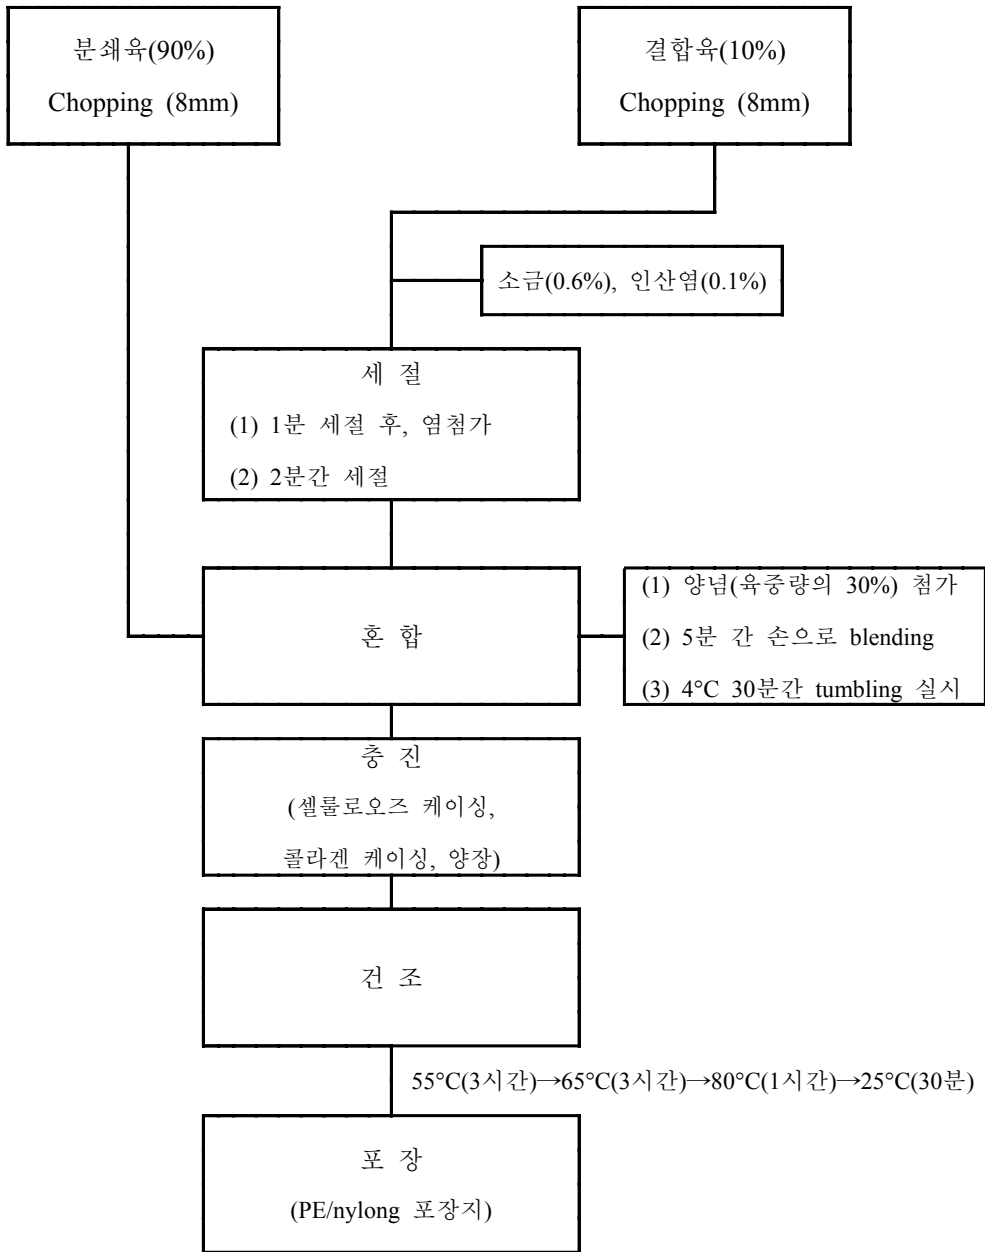 분쇄육(90%)
Chopping (8mm)
결합육(10%)
Chopping (8mm)
소금(0.6%), 인산염(0.1%)
세 절
(1) 1분 세절 후, 염첨가
(2) 2분간 세절
혼 합
(1) 양념(육중량의 30%) 첨가
(2) 5분 간 손으로 blending
(3) 4°C 30분간 tumbling 실시
충 진
(셀룰로오즈 케이싱,
콜라겐 케이싱, 양장)
건 조
55°C(3시간)→65°C(3시간)→80°C(1시간)→25°C(30분)
포 장
(PE/nylong 포장지)